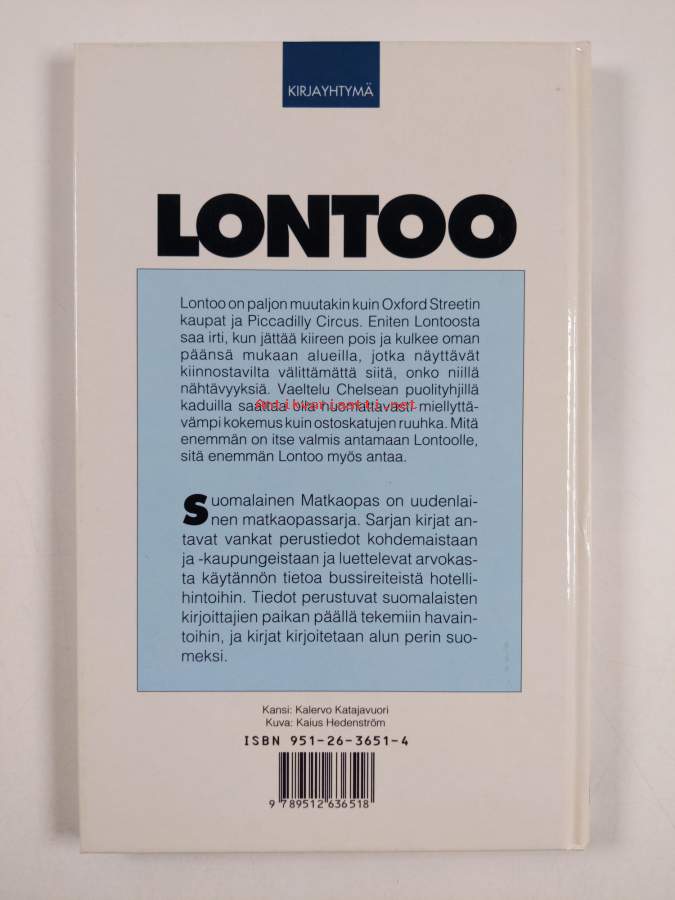 KIRJAYHTYMÄ
LONTOO
Lontoo on paljon muutakin kuin Oxford Streetin
kaupat ja Piccadilly Circus. Eniten Lontoosta
saa irti, kun jättää kiireen pois ja kulkee oman
päänsä mukaan alueilla, jotka näyttävät
kiinnostavilta välittämättä siitä, onko niillä
nähtävyyksiä. Vaeltelu Chelsean puolityhjillä
kaduilla saattaa olla huomattavasti miellyttä-
vämpi kokemus kuin ostoskatujen ruuhka. Mitä
enemmän on itse valmis antamaan Lontoolle,
sitä enemmän Lontoo myös antaa.
Suomalainen Matkaopas on uudenlai-
nen matkaopassarja. Sarjan kirjat an-
tavat vankat perustiedot kohdemaistaan
ja -kaupungeistaan ja luettelevat arvokas-
ta käytännön tietoa bussireiteistä hotelli-
hintoihin. Tiedot perustuvat suomalaisten
kirjoittajien paikan päällä tekemiin havain-
toihin, ja kirjat kirjoitetaan alun perin suo-
meksi.
Kansi: Kalervo Katajavuori
Kuva: Kaius Hedenström
ISBN 951-26-3651-4
9 789512 636518
Antikvariaatti.net